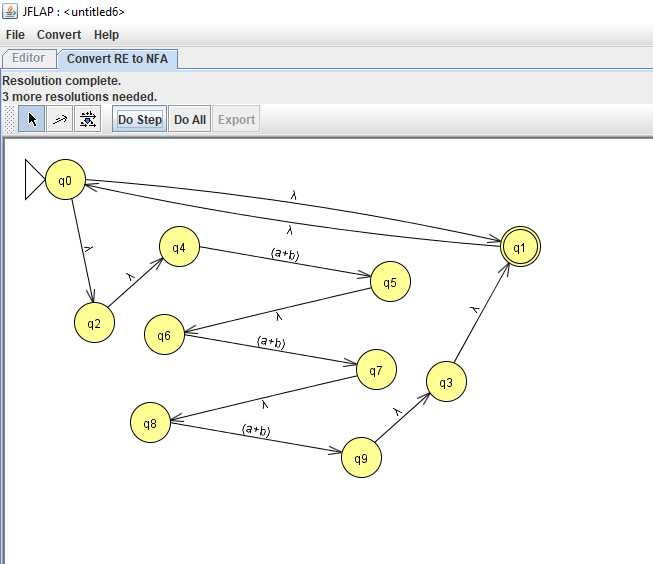 JFLAP : <untitled6>
File Convert Help
Editor Convert RE to NFA
Resolution complete.
3 more resolutions needed.
Do Step Do All Export
q0
λ
λ
q1
λ
q4
(a+b)
λ
q5
q2
q6
λ
λ
(a+b)
q7
q3
λ
λ
q8
(a+b)
q9
λ